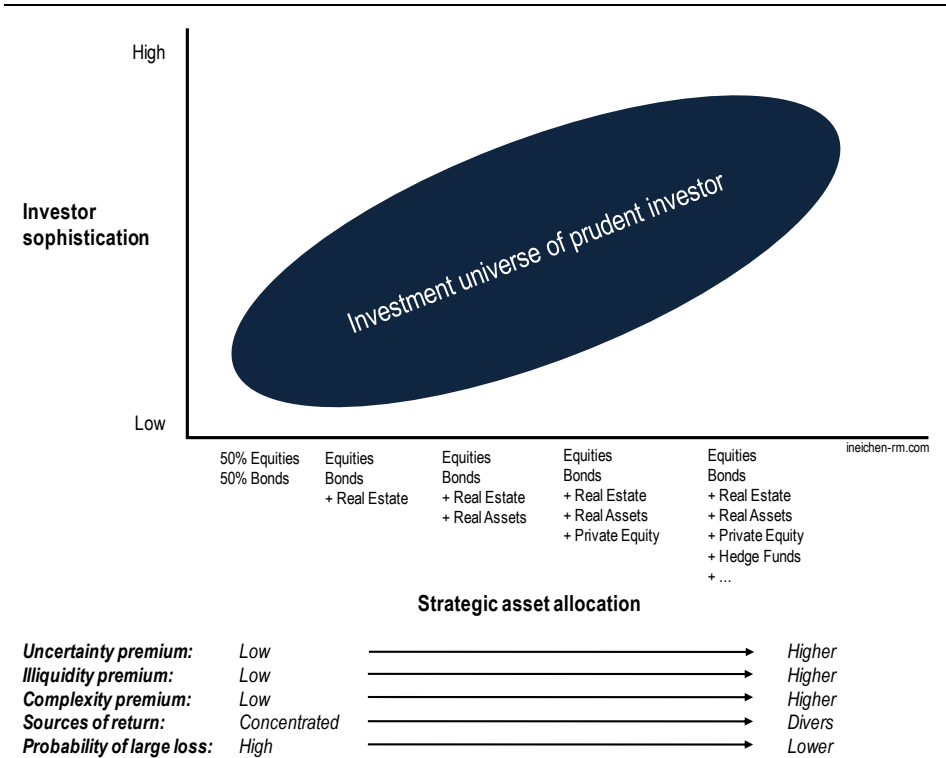 High
Investor
sophistication
Investment universe of prudent investor
Low
ineichen-rm.com
50% Equities
50% Bonds
Equities
Bonds
+ Real Estate
Equities
Bonds
+ Real Estate
+ Real Assets
Equities
Bonds
+ Real Estate
+ Real Assets
+ Private Equity
Equities
Bonds
+ Real Estate
+ Real Assets
+ Private Equity
+ Hedge Funds
+ ...
Strategic asset allocation
Uncertainty premium: Low Higher
Illiquidity premium: Low Higher
Complexity premium: Low Higher
Sources of return: Concentrated Divers
Probability of large loss: High Lower